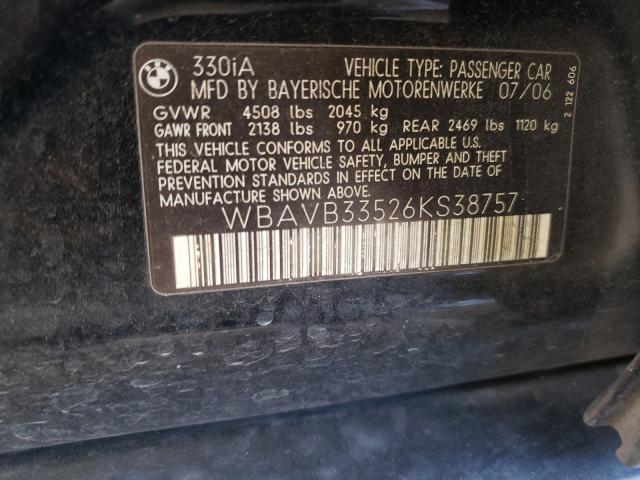 BMW
330iA VEHICLE TYPE: PASSENGER CAR
MFD BY BAYERISCHE MOTORENWERKE 07/06
GVWR 4508 lbs 2045 kg
GAWR FRONT 2138 lbs 970 kg REAR 2469 lbs 1120 kg
THIS VEHICLE CONFORMS TO ALL APPLICABLE U.S.
FEDERAL MOTOR VEHICLE SAFETY, BUMPER AND THEFT
PREVENTION STANDARDS IN EFFECT ON THE DATE OF
MANUFACTURE SHOWN ABOVE.
WBAVB33526KS38757
2 122 606